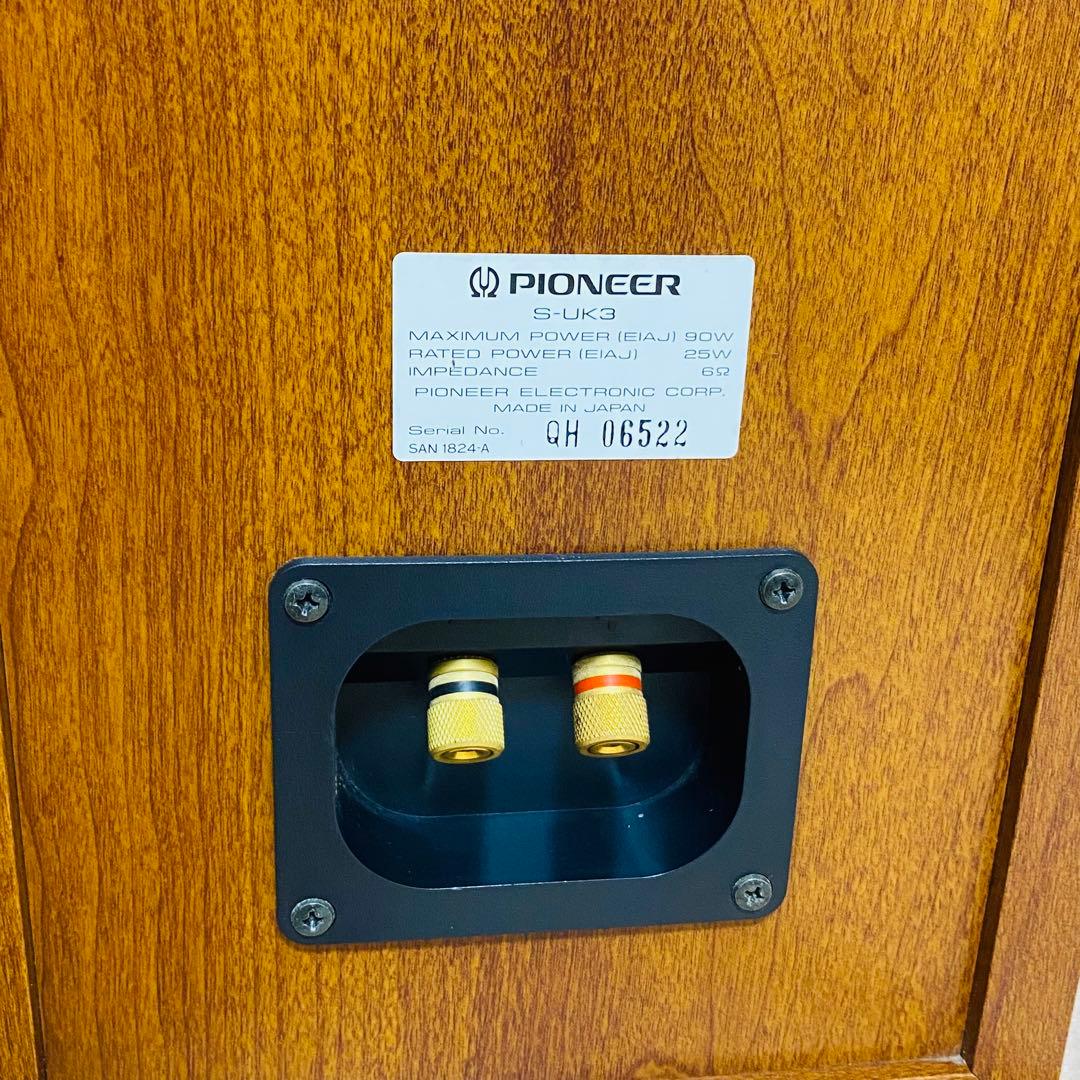 PIONEER
S-UK3
MAXIMUM POWER (EIAJ) 90W
RATED POWER (EIAJ) 25W
IMPEDANCE 6Ω
PIONEER ELECTRONIC CORP.
MADE IN JAPAN
Serial No. QH 06522
SAN 1824-A